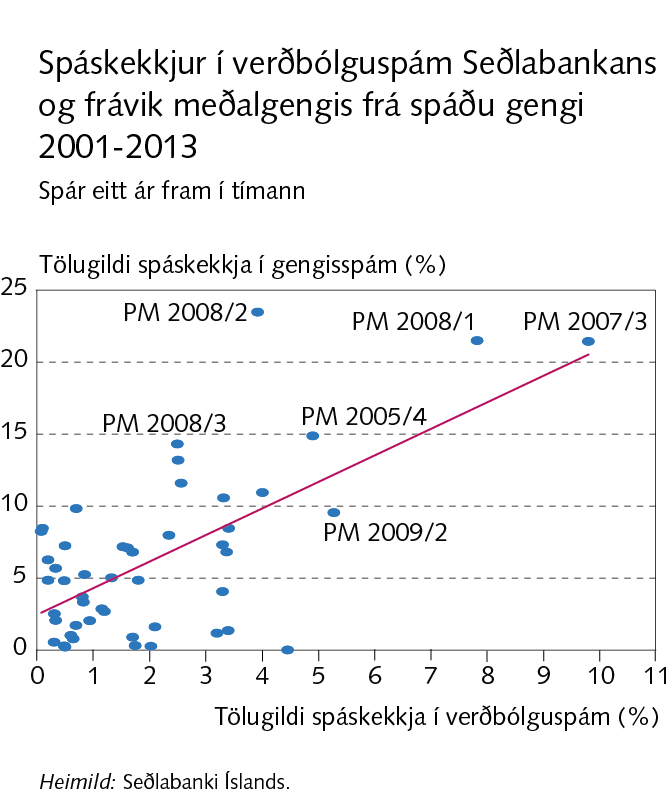 Spáskekkjur í verðbólguspám Seðlabankans
og frávik meðalgengis frá spáðu gengi
2001-2013
Spár eitt ár fram í tímann
Tölugildi spáskekkja í gengisspám (%)
25
PM 2008/2
PM 2008/1
PM 2007/3
20
PM 2008/3
PM 2005/4
15
10
PM 2009/2
5
0
0 1 2 3 4 5 6 7 8 9 10 11
Tölugildi spáskekkja í verðbólguspám (%)
Heimild: Seðlabanki Íslands.